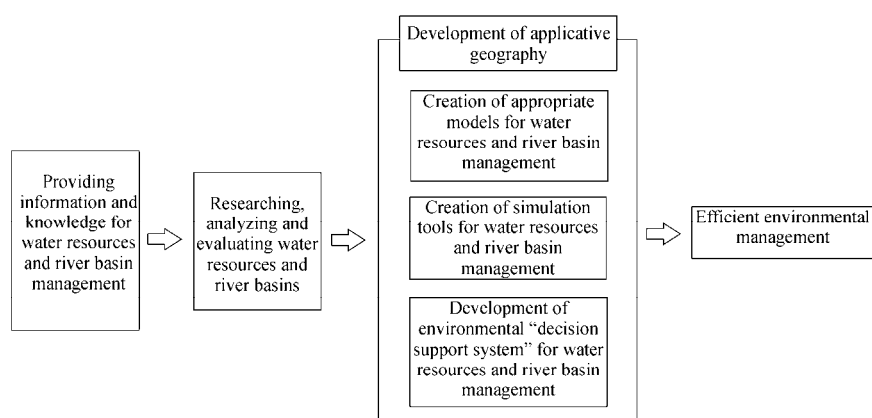 Providing
information and
knowledge for
water resources
and river basin
management
Researching,
analyzing and
evaluating water
resources and
river basins
Development of applicative
geography
Creation of appropriate
models for water
resources and river basin
management
Creation of simulation
tools for water resources
and river basin
management
Development of
environmental “decision
support system” for water
resources and river basin
management
Efficient environmental
management